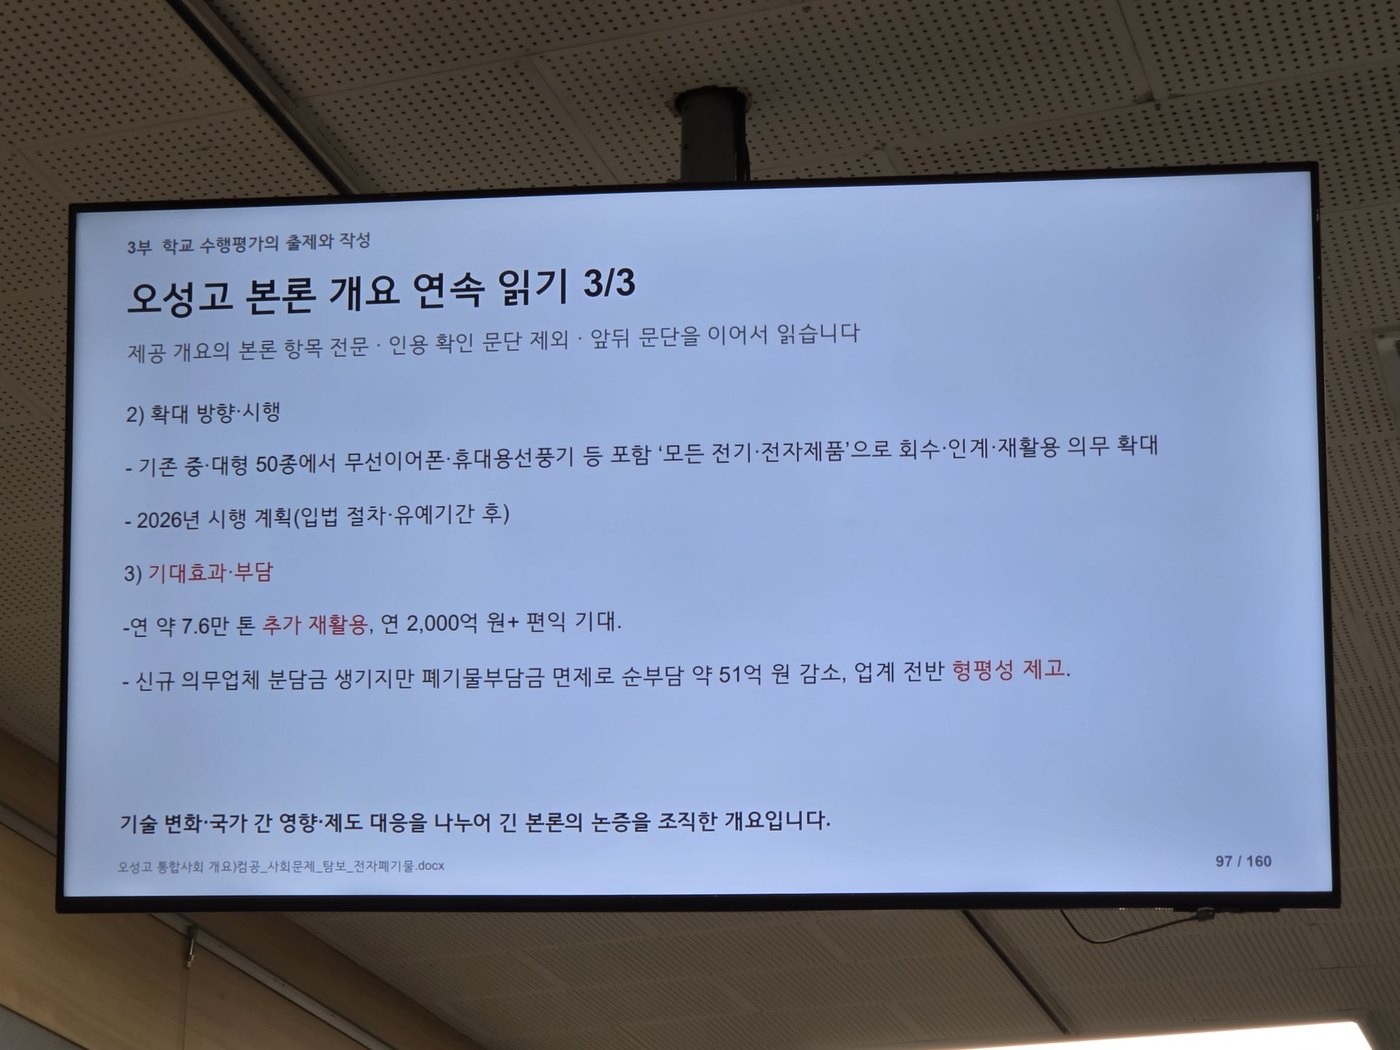 3부 학교 수행평가의 출제와 작성
오성고 본론 개요 연속 읽기 3/3
제공 개요의 본론 항목 전문 · 인용 확인 문단 제외 · 앞뒤 문단을 이어서 읽습니다
2) 확대 방향·시행
- 기존 중·대형 50종에서 무선이어폰·휴대용선풍기 등 포함 ‘모든 전기·전자제품’으로 회수·인계·재활용 의무 확대
- 2026년 시행 계획(입법 절차·유예기간 후)
3) 기대효과·부담
-연 약 7.6만 톤 추가 재활용, 연 2,000억 원+ 편익 기대.
- 신규 의무업체 분담금 생기지만 폐기물부담금 면제로 순부담 약 51억 원 감소, 업계 전반 형평성 제고.
기술 변화·국가 간 영향·제도 대응을 나누어 긴 본론의 논증을 조직한 개요입니다.
오성고 통합사회 개요)컴공_사회문제_탐보_전자폐기물.docx
97 / 160